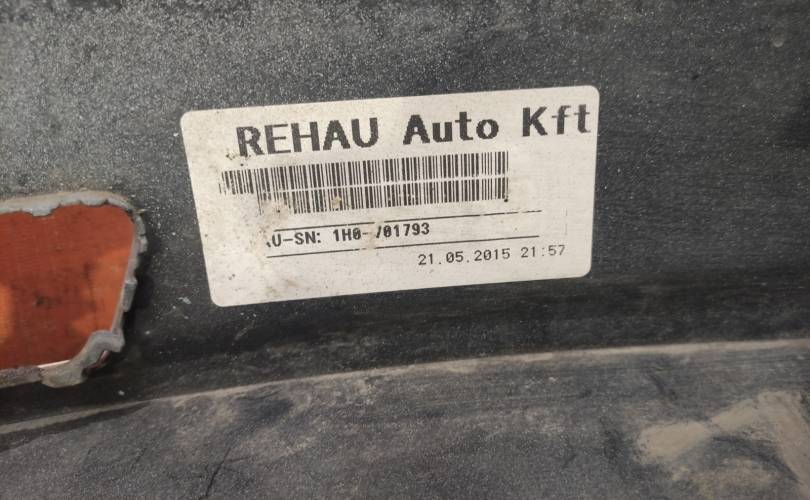 REHAU Auto Kft
U-SN: 1H0- 701793
21.05.2015 21:57